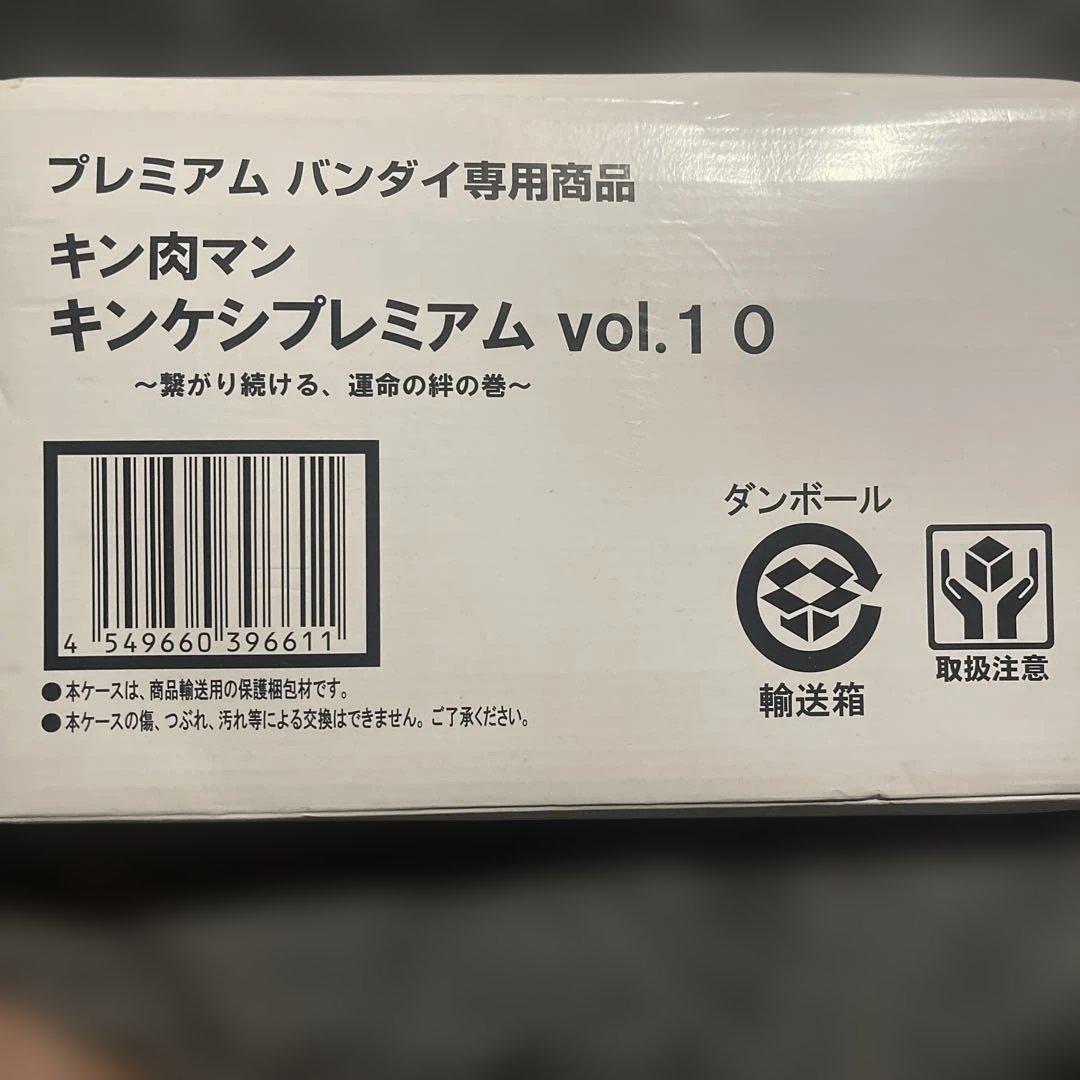 プレミアム バンダイ専用商品
キン肉マン
キンケシプレミアム vol.10
～繋がり続ける、運命の絆の巻～
4 549660 396611
●本ケースは、商品輸送用の保護梱包材です。
●本ケースの傷、つぶれ、汚れ等による交換はできません。ご了承ください。
ダンボール
輸送箱
取扱注意